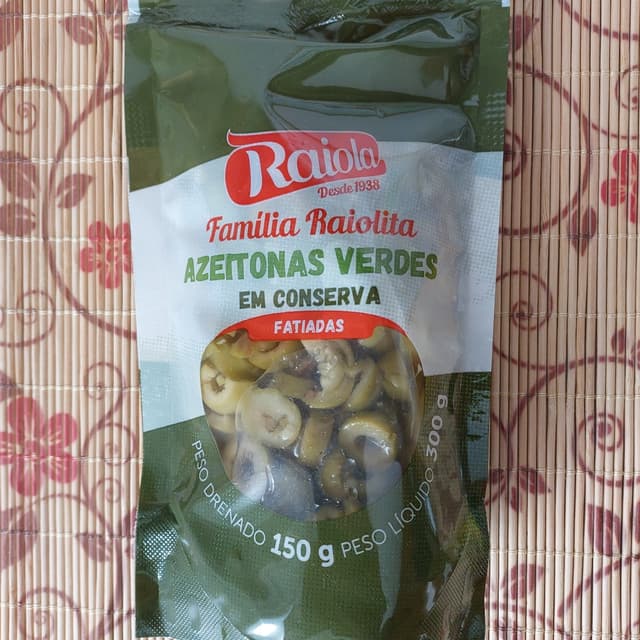 Raiola
Desde 1938
Família Raiolita
AZEITONAS VERDES
EM CONSERVA
FATIADAS
PESO DRENADO 150 g PESO LÍQUIDO 300 g